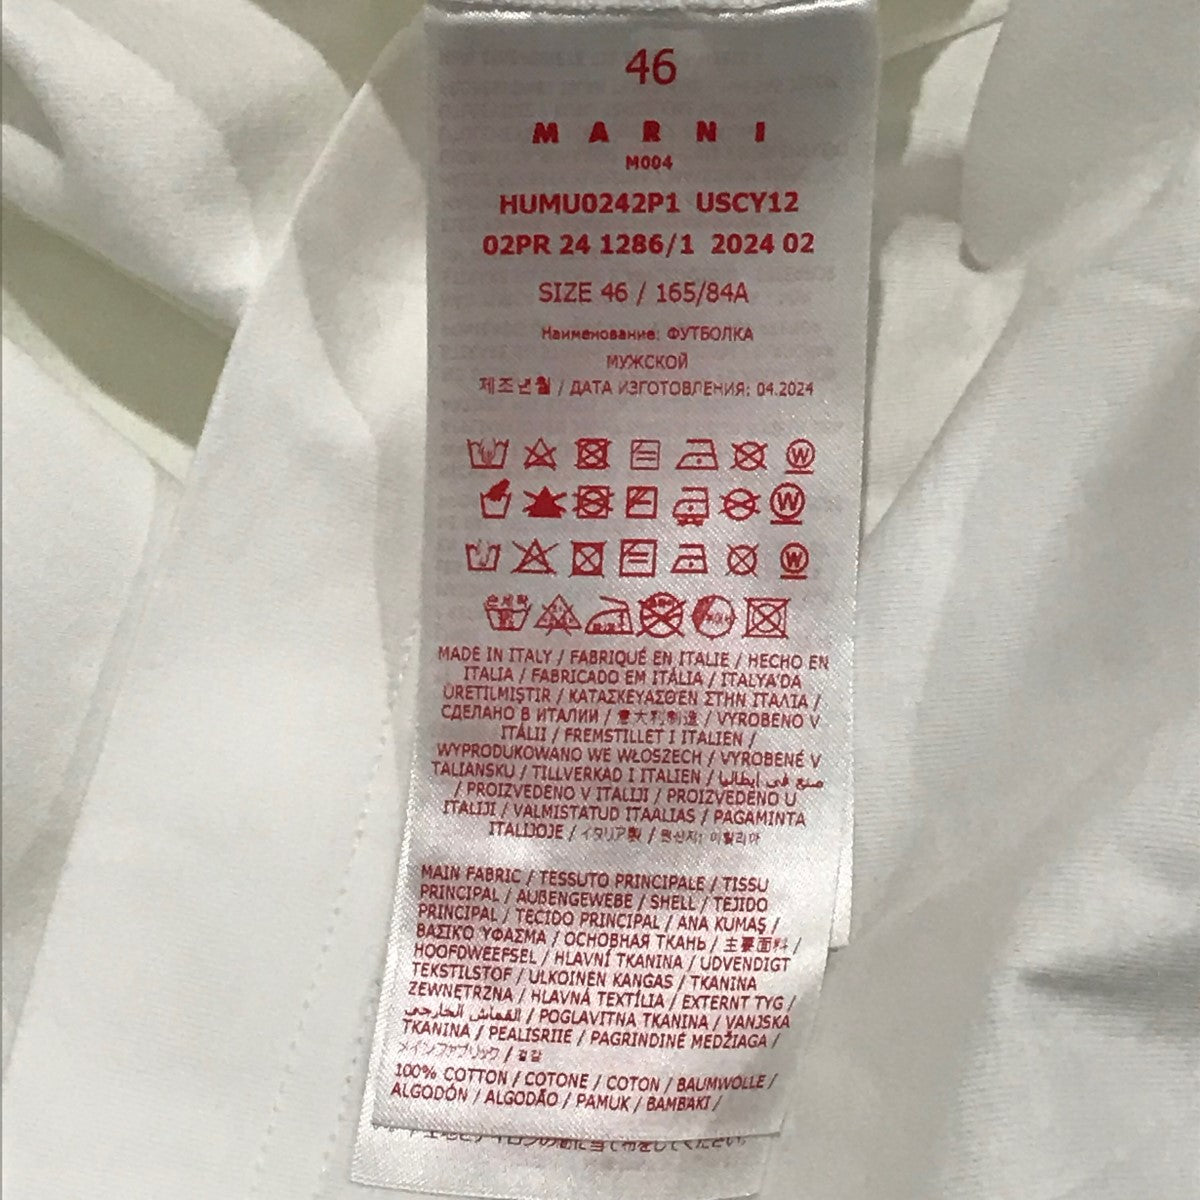 46
MARNI
M004
HUMU0242P1 USCY12
02PR 24 1286/1 2024 02
SIZE 46 / 165/84A
Наименование: ФУТБОЛКА
МУЖСКОЙ
제조년월 / ДАТА ИЗГОТОВЛЕНИЯ: 04.2024
W
W
W
MADE IN ITALY / FABRIQUÉ EN ITALIE / HECHO EN
ITALIA / FABRICADO EM ITÁLIA / ITALYA'DA
ÜRETILMIŞTIR / ΚΑΤΑΣΚΕΥΑΣΘΕΝ ΣΤΗΝ ΙΤΑΛΙΑ /
СДЕЛАНО В ИТАЛИИ / 意大利制造 / VYROBENO V
ITÁLII / FREMSTILLET I ITALIEN /
WYPRODUKOWANO WE WŁOSZECH / VYROBENÉ V
TALIANSKU / TILLVERKAD I ITALIEN / صنع في إيطاليا
/ PROIZVEDENO V ITALIJI / PROIZVEDENO U
ITALIJI / VALMISTATUD ITAALIAS / PAGAMINTA
ITALIJOJE / イタリア製 / 원산지: 이탈리아
MAIN FABRIC / TESSUTO PRINCIPALE / TISSU
PRINCIPAL / AUßENGEWEBE / SHELL / TEJIDO
PRINCIPAL / TECIDO PRINCIPAL / ANA KUMAŞ /
ΒΑΣΙΚΟ ΥΦΑΣΜΑ / ОСНОВНАЯ ТКАНЬ / 主要面料 /
HOOFDWEEFSEL / HLAVNÍ TKANINA / UDVENDIGT
TEKSTILSTOF / ULKOINEN KANGAS / TKANINA
ZEWNĘTRZNA / HLAVNÁ TEXTÍLIA / EXTERNT TYG /
القماش الخارجي / POGLAVITNA TKANINA / VANJSKA
TKANINA / PEALISRIIE / PAGRINDINĖ MEDŽIAGA /
メインファブリック / 겉감
100% COTTON / COTONE / COTON / BAUMWOLLE /
ALGODÓN / ALGODÃO / PAMUK / ΒΑΜΒΑΚΙ /